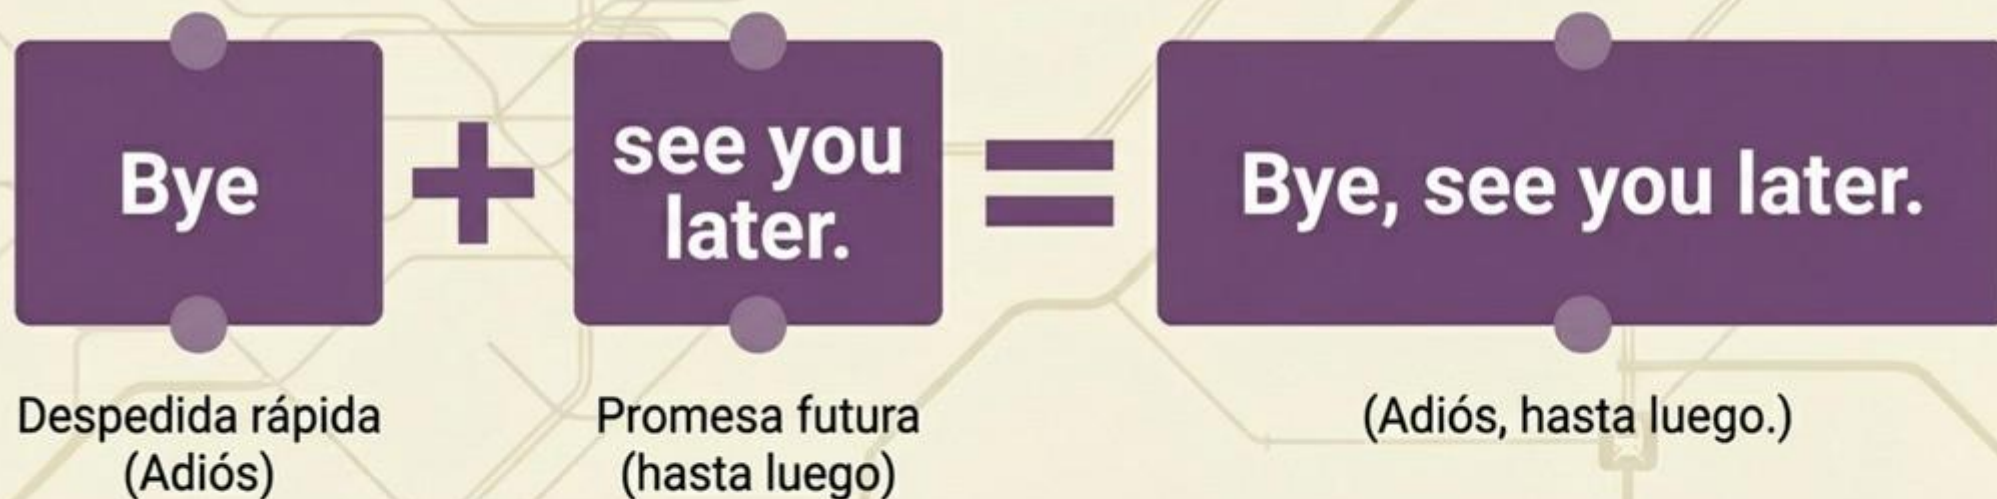 Bye
+
see you
later.
=
Bye, see you later.
Despedida rápida
(Adiós)
Promesa futura
(hasta luego)
(Adiós, hasta luego.)